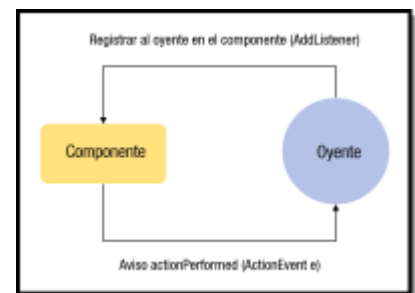 Registrar al oyente en el componente (AddListener)
Componente
Oyente
Aviso actionPerformed (ActionEvent e)